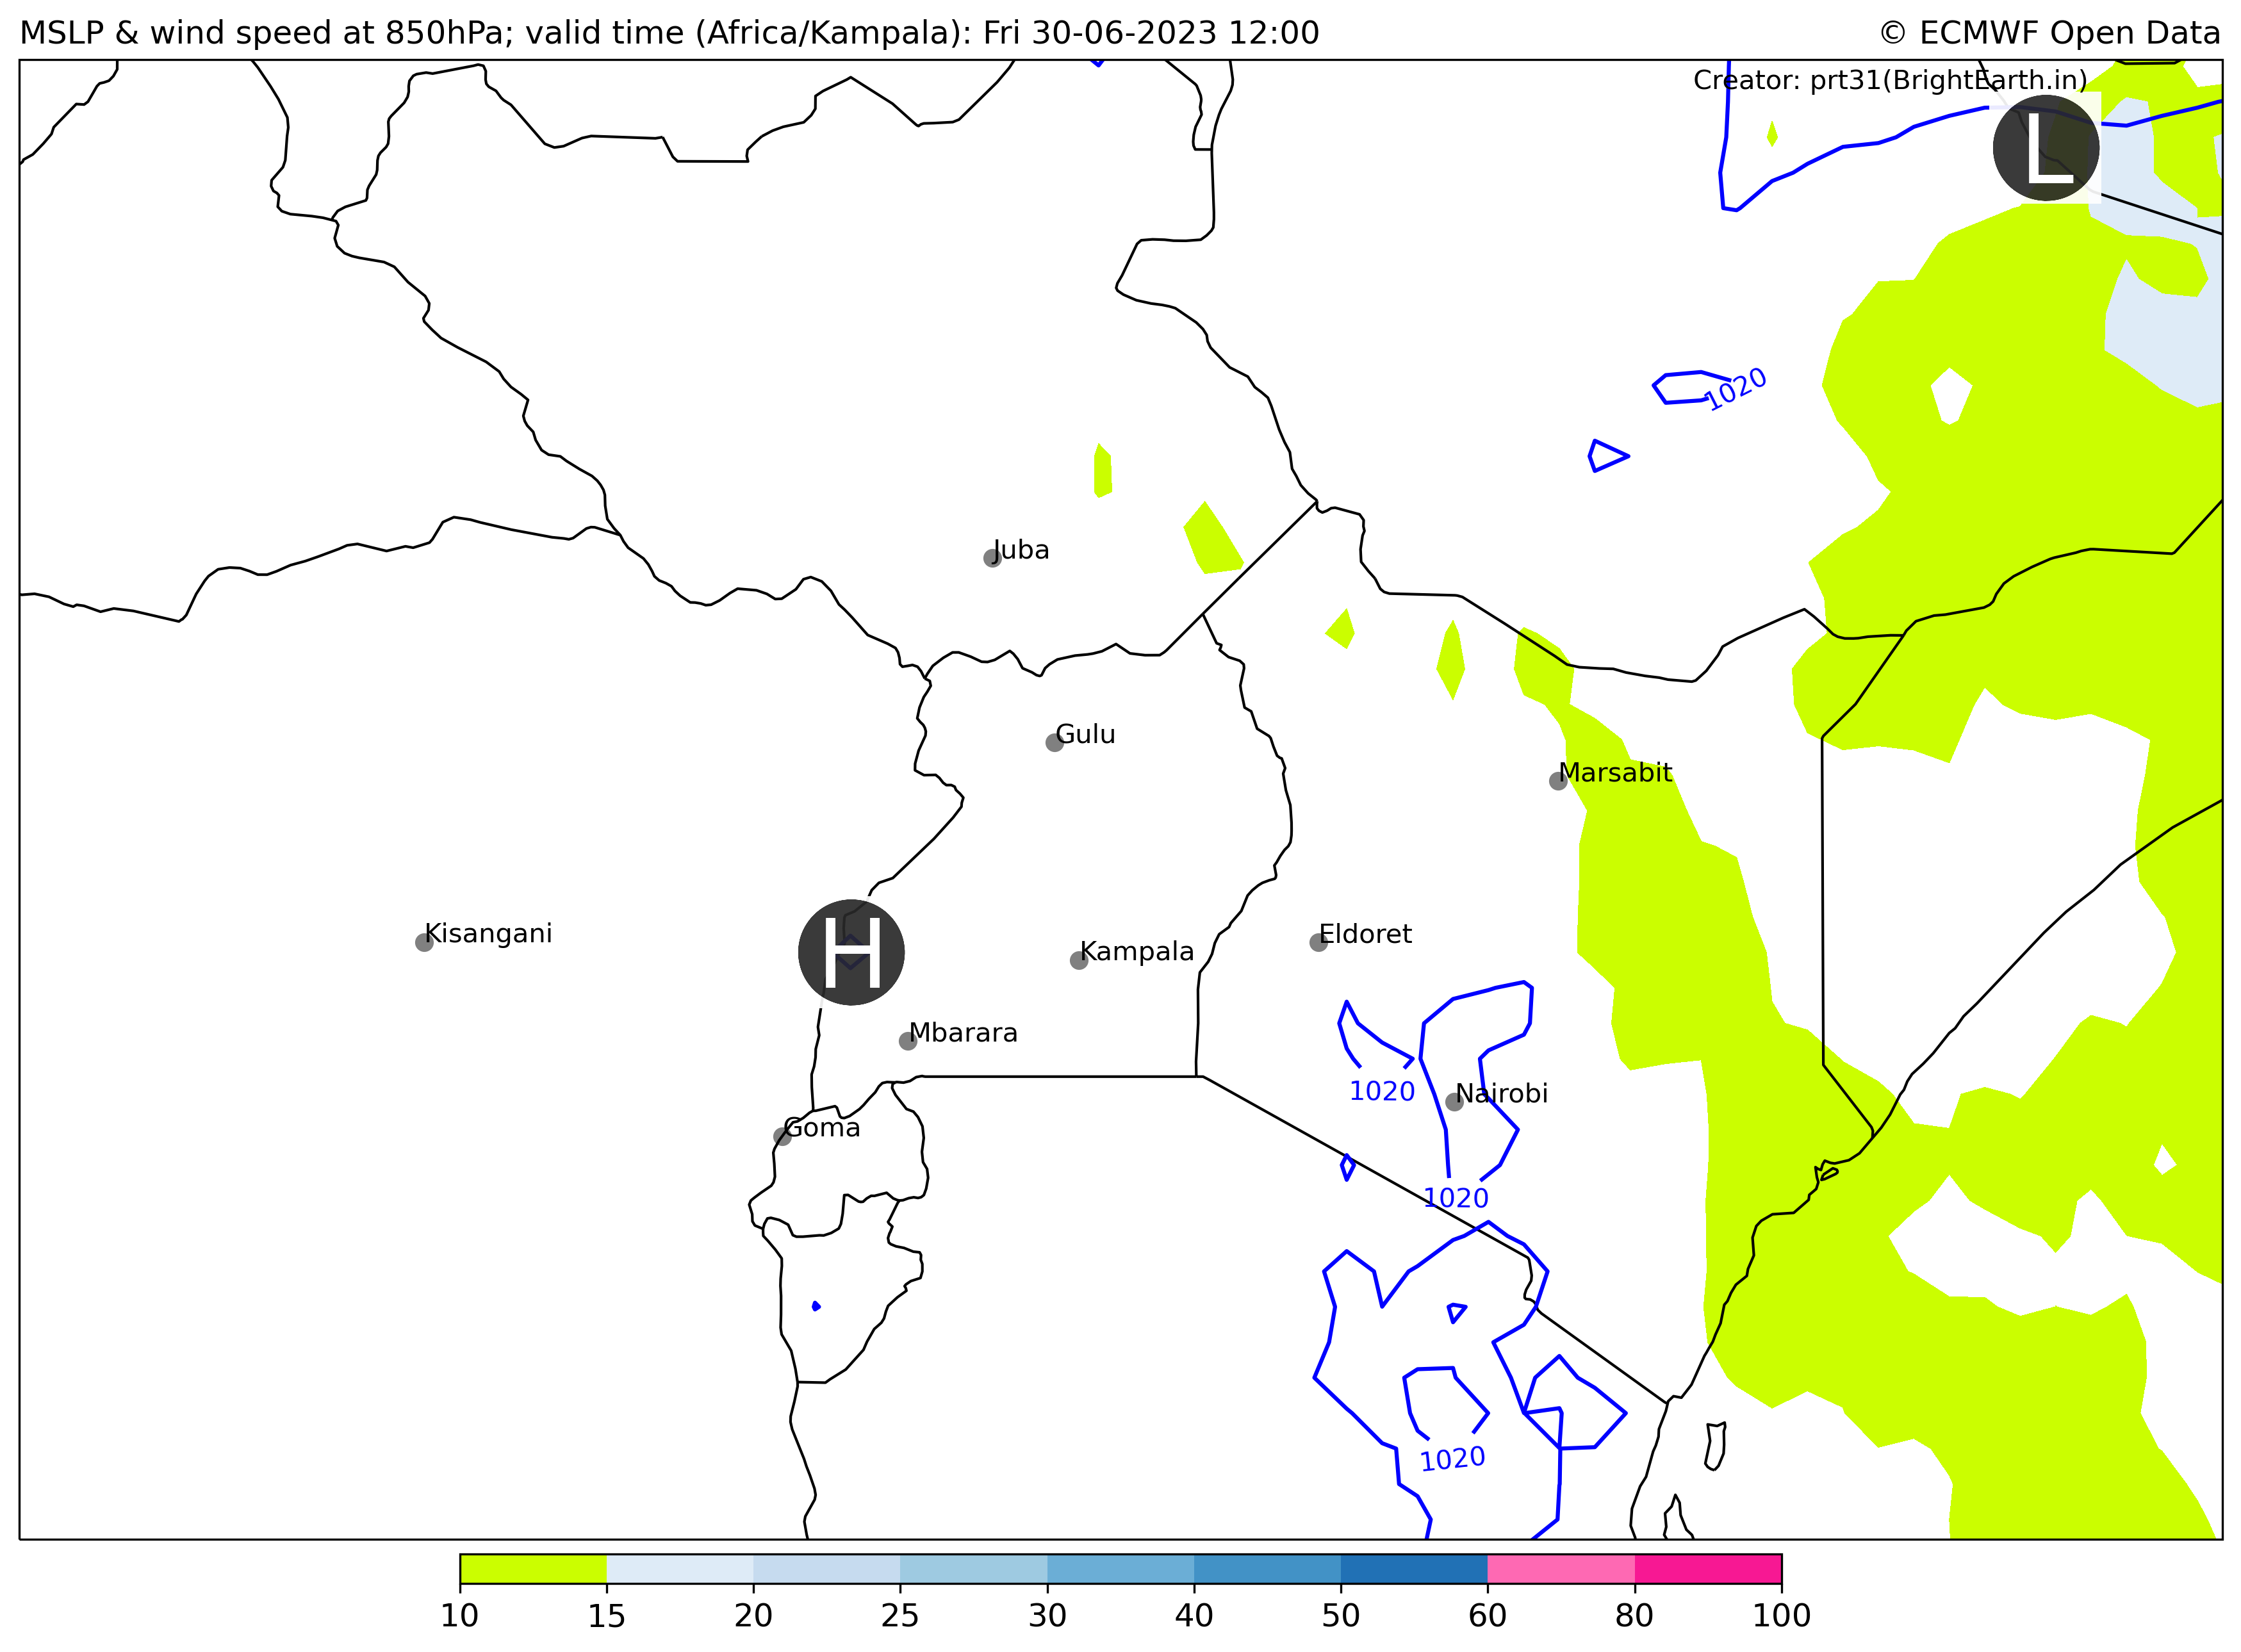 MSLP & wind speed at 850hPa; valid time (Africa/Kampala): Fri 30-06-2023 12:00
© ECMWF Open Data
Creator: prt31(BrightEarth.in)
L
1020
Juba
Gulu
Marsabit
Kisangani
H
Kampala
Eldoret
Mbarara
1020
Nairobi
Goma
1020
1020
10 15 20 25 30 40 50 60 80 100